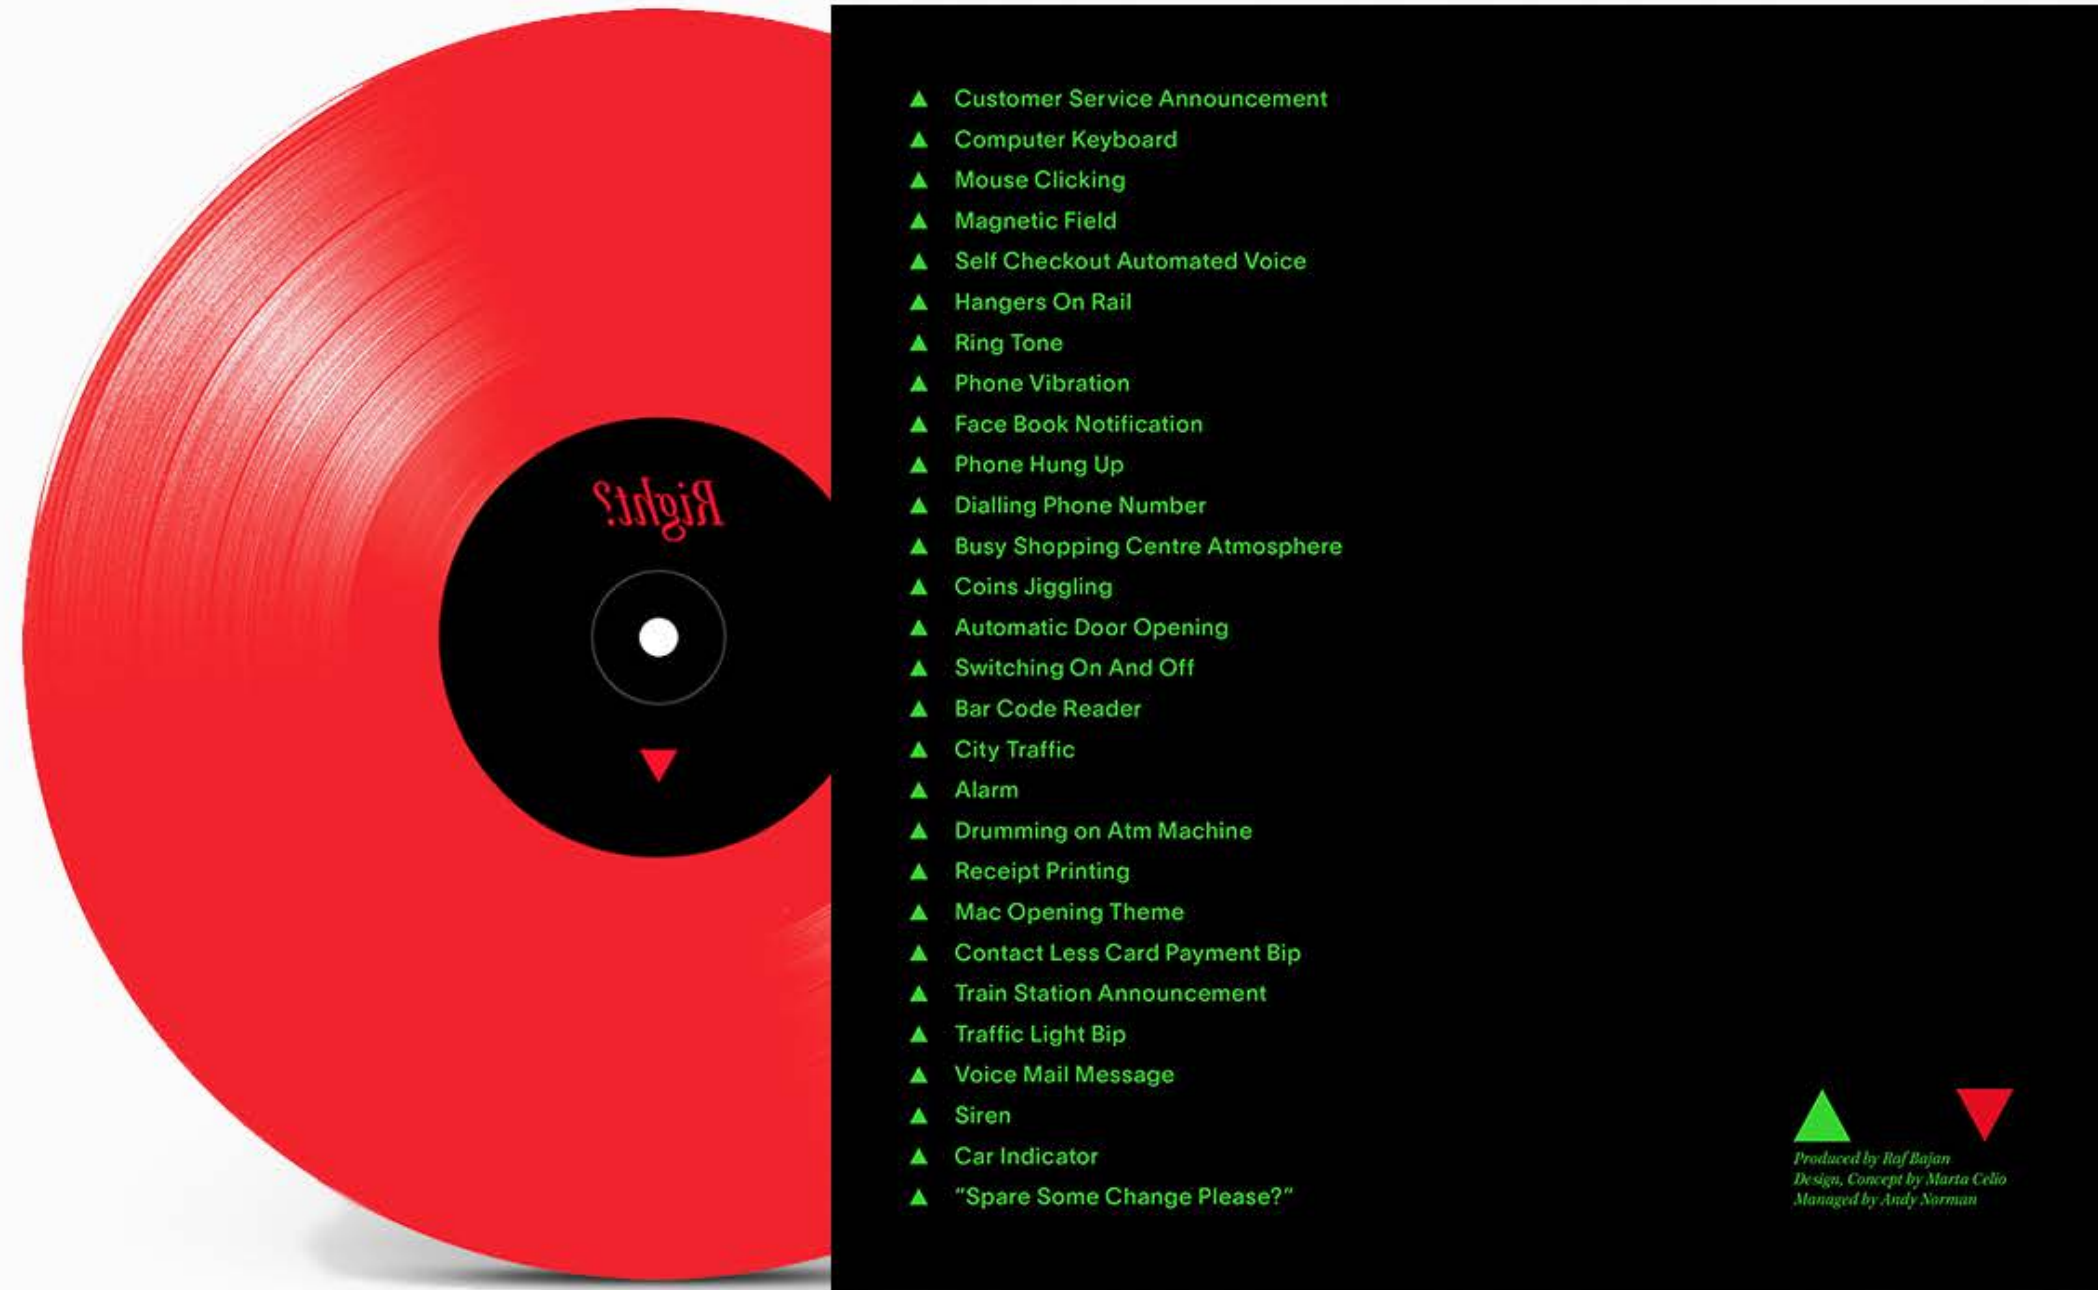 Right?
Customer Service Announcement
Computer Keyboard
Mouse Clicking
Magnetic Field
Self Checkout Automated Voice
Hangers On Rail
Ring Tone
Phone Vibration
Face Book Notification
Phone Hung Up
Dialling Phone Number
Busy Shopping Centre Atmosphere
Coins Jiggling
Automatic Door Opening
Switching On And Off
Bar Code Reader
City Traffic
Alarm
Drumming on Atm Machine
Receipt Printing
Mac Opening Theme
Contact Less Card Payment Bip
Train Station Announcement
Traffic Light Bip
Voice Mail Message
Siren
Car Indicator
“Spare Some Change Please?”
Produced by Raf Bajan
Design, Concept by Marta Celio
Managed by Andy Norman